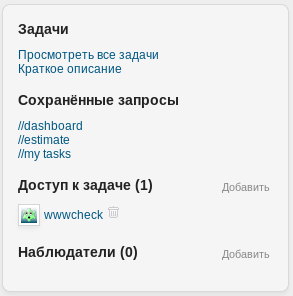 Задачи
Просмотреть все задачи
Краткое описание
Сохранённые запросы
//dashboard
//estimate
//my tasks
Доступ к задаче (1) Добавить
wwwcheck
Наблюдатели (0) Добавить